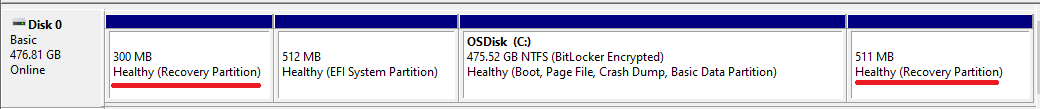 Disk 0
Basic
476.81 GB
Online
300 MB
Healthy (Recovery Partition)
512 MB
Healthy (EFI System Partition)
OSDisk (C:)
475.52 GB NTFS (BitLocker Encrypted)
Healthy (Boot, Page File, Crash Dump, Basic Data Partition)
511 MB
Healthy (Recovery Partition)